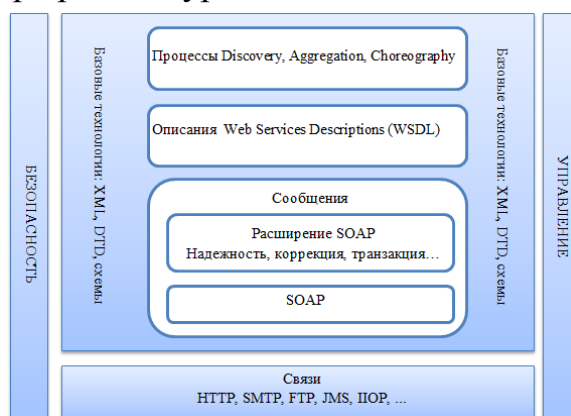 БЕЗОПАСНОСТЬ
Базовые технологии: XML, DTD, схемы
Процессы Discovery, Aggregation, Choreography
Описания Web Services Descriptions (WSDL)
Сообщения
Расширение SOAP
Надежность, коррекция, транзакция...
SOAP
Базовые технологии: XML, DTD, схемы
УПРАВЛЕНИЕ
Связи
HTTP, SMTP, FTP, JMS, IIOP, ...